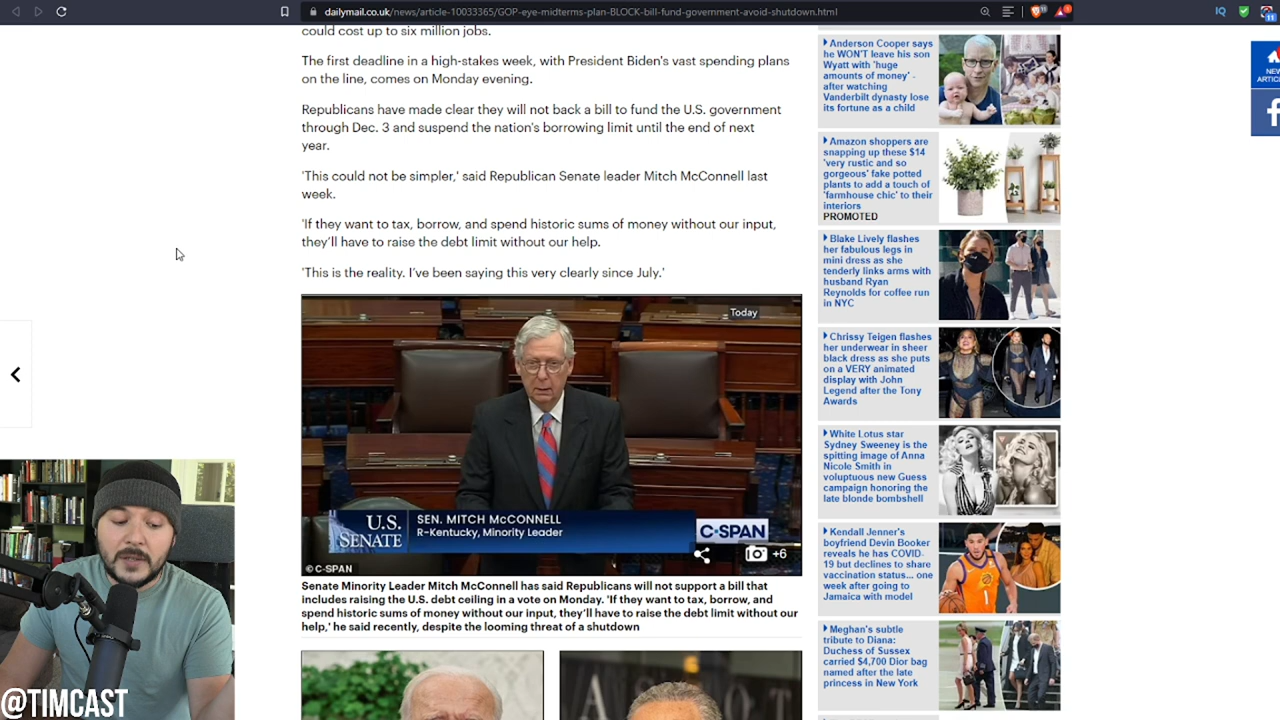 dailymail.co.uk/news/article-10033365/GOP-eye-midterms-plan-BLOCK-bill-fund-government-avoid-shutdown.html
IQ
11
could cost up to six million jobs.
The first deadline in a high-stakes week, with President Biden's vast spending plans
on the line, comes on Monday evening.
Republicans have made clear they will not back a bill to fund the U.S. government
through Dec. 3 and suspend the nation's borrowing limit until the end of next
year.
'This could not be simpler,' said Republican Senate leader Mitch McConnell last
week.
'If they want to tax, borrow, and spend historic sums of money without our input,
they'll have to raise the debt limit without our help.
'This is the reality. I've been saying this very clearly since July.'
Today
U.S.
SENATE
SEN. MITCH McCONNELL
R-Kentucky, Minority Leader
C-SPAN
+6
© C-SPAN
Senate Minority Leader Mitch McConnell has said Republicans will not support a bill that
includes raising the U.S. debt ceiling in a vote on Monday. 'If they want to tax, borrow, and
spend historic sums of money without our input, they'll have to raise the debt limit without our
help,' he said recently, despite the looming threat of a shutdown
Anderson Cooper says
he WON'T leave his son
Wyatt with 'huge
amounts of money' -
after watching
Vanderbilt dynasty lose
its fortune as a child
Amazon shoppers are
snapping up these $14
'very rustic and so
gorgeous' fake potted
plants to add a touch of
'farmhouse chic' to their
interiors
PROMOTED
Blake Lively flashes
her fabulous legs in
mini dress as she
tenderly links arms with
husband Ryan
Reynolds for coffee run
in NYC
Chrissy Teigen flashes
her underwear in sheer
black dress as she puts
on a VERY animated
display with John
Legend after the Tony
Awards
White Lotus star
Sydney Sweeney is the
spitting image of Anna
Nicole Smith in
voluptuous new Guess
campaign honoring the
late blonde bombshell
Kendall Jenner's
boyfriend Devin Booker
reveals he has COVID-
19 but declines to share
vaccination status... one
week after going to
Jamaica with model
Meghan's subtle
tribute to Diana:
Duchess of Sussex
carried $4,700 Dior bag
named after the late
princess in New York
NEW
ARTIC
f
@TIMCAST